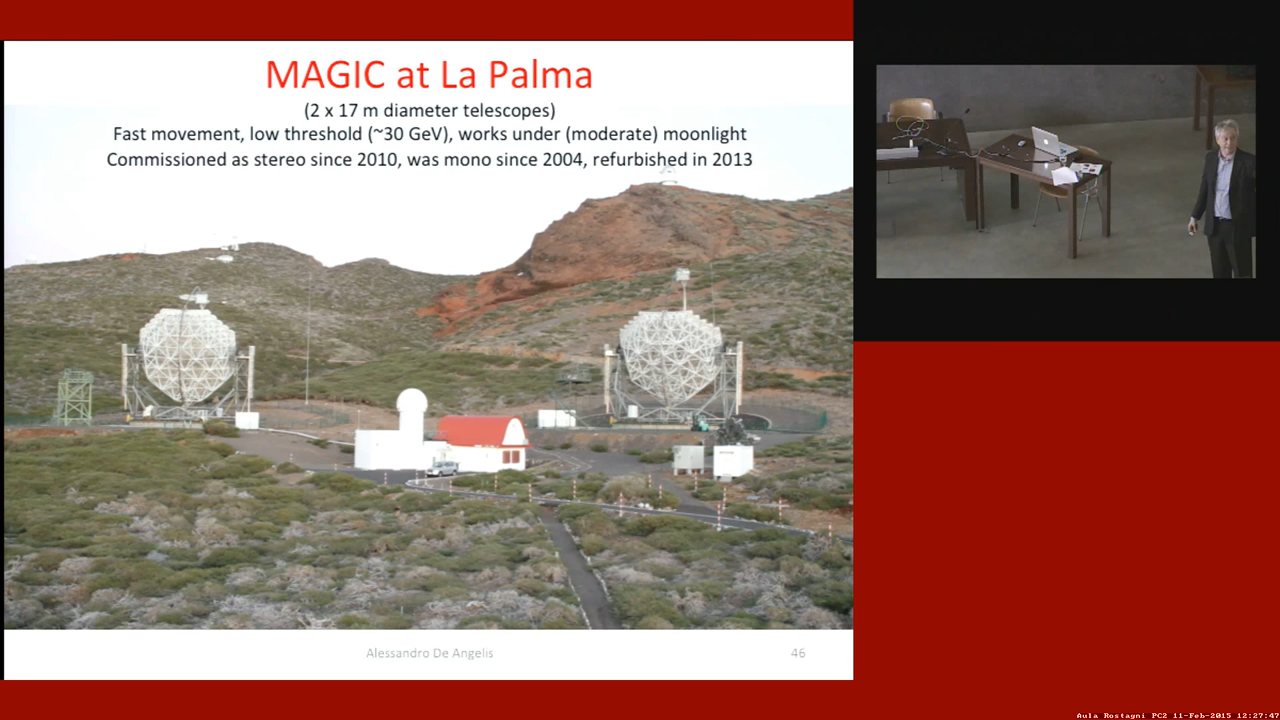 MAGIC at La Palma
(2 x 17 m diameter telescopes)
Fast movement, low threshold (~30 GeV), works under (moderate) moonlight
Commissioned as stereo since 2010, was mono since 2004, refurbished in 2013
Alessandro De Angelis
46
Aula Rostagni PC2 11-Feb-2015 12:27:47